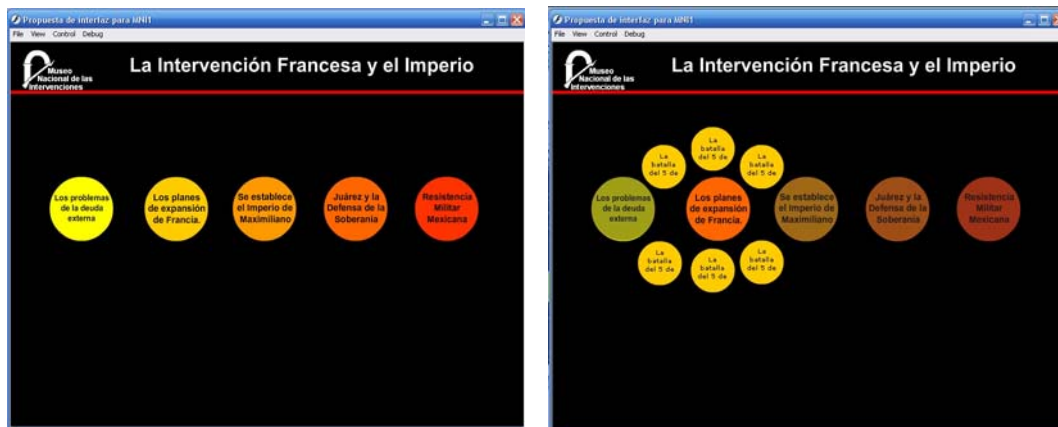 Propuesta de interfaz para MNI1
File View Control Debug
Museo
Nacional de las
Intervenciones
La Intervención Francesa y el Imperio
Los problemas
de la deuda
externa
Los planes
de expansión
de Francia.
Se establece
el Imperio de
Maximiliano
Juárez y la
Defensa de la
Soberanía
Resistencia
Militar
Mexicana
Propuesta de interfaz para MNI1
File View Control Debug
Museo
Nacional de las
Intervenciones
La Intervención Francesa y el Imperio
La
batalla
del 5 de
La
batalla
del 5 de
La
batalla
del 5 de
Los problemas
de la deuda
externa
Los planes
de expansión
de Francia.
Se establece
el Imperio de
Maximiliano
Juárez y la
Defensa de la
Soberanía
Resistencia
Militar
Mexicana
La
batalla
del 5 de
La
batalla
del 5 de
La
batalla
del 5 de